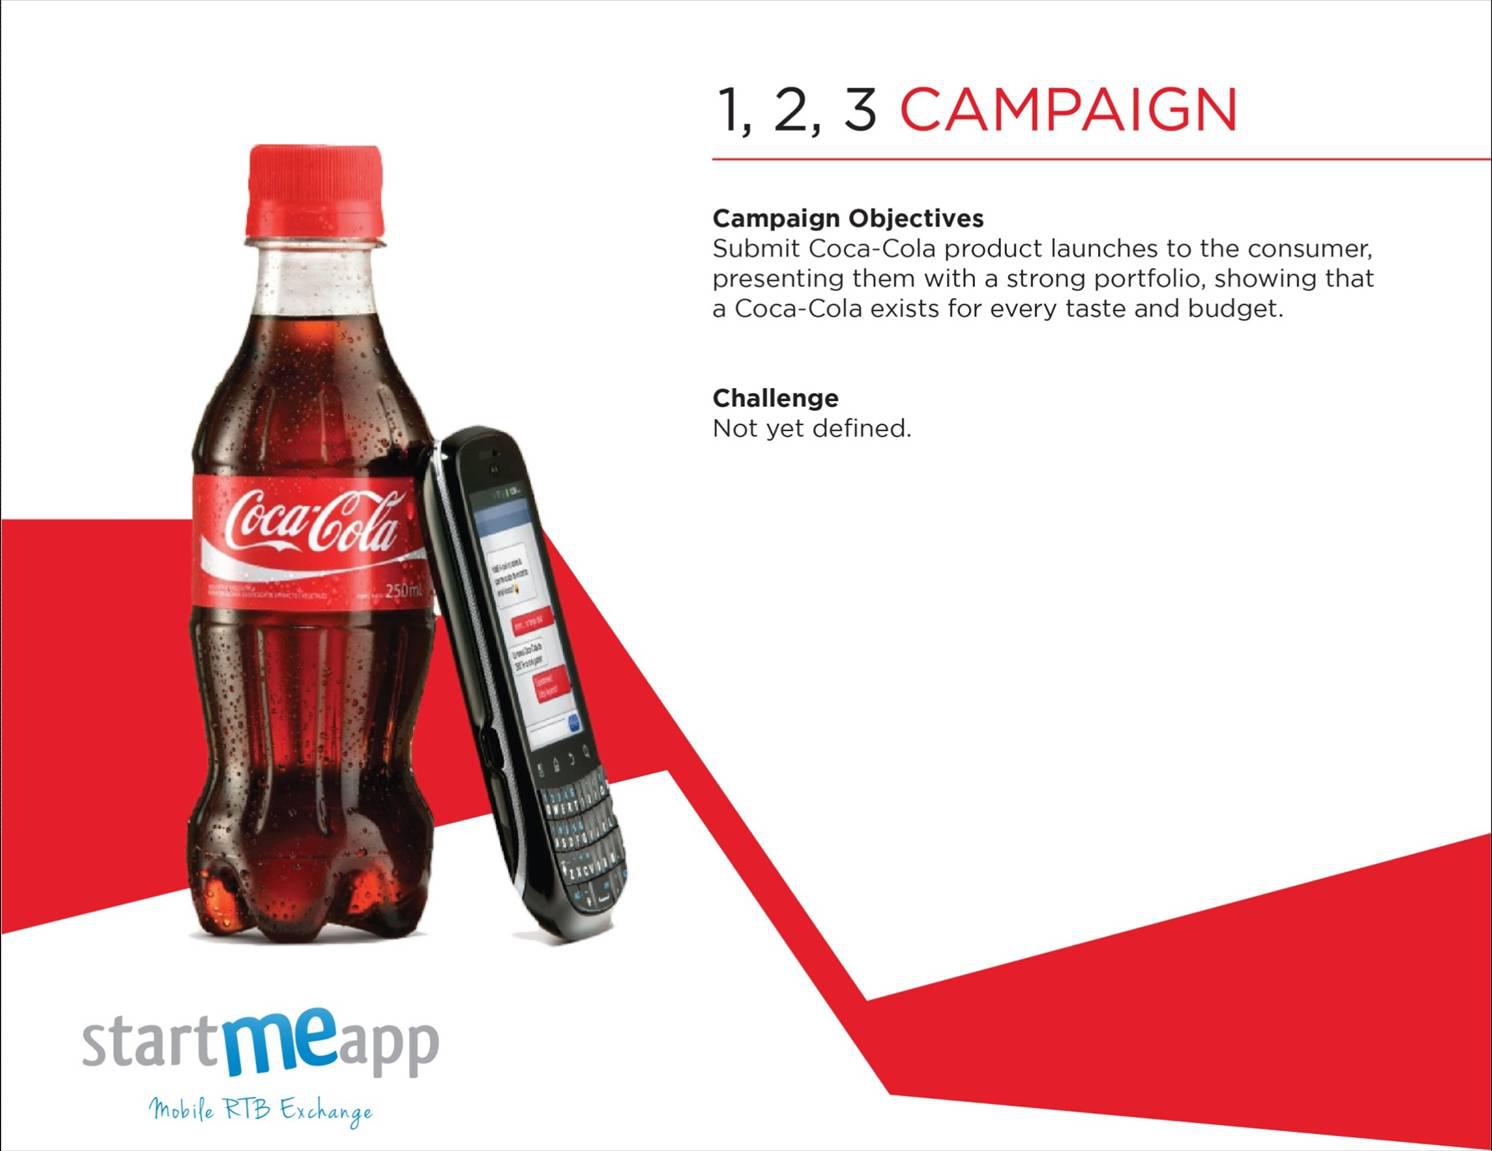 1, 2, 3 CAMPAIGN
Campaign Objectives
Submit Coca-Cola product launches to the consumer,
presenting them with a strong portfolio, showing that
a Coca-Cola exists for every taste and budget.
Challenge
Not yet defined.
Coca-Cola
250ml
startmeapp
Mobile RTB Exchange